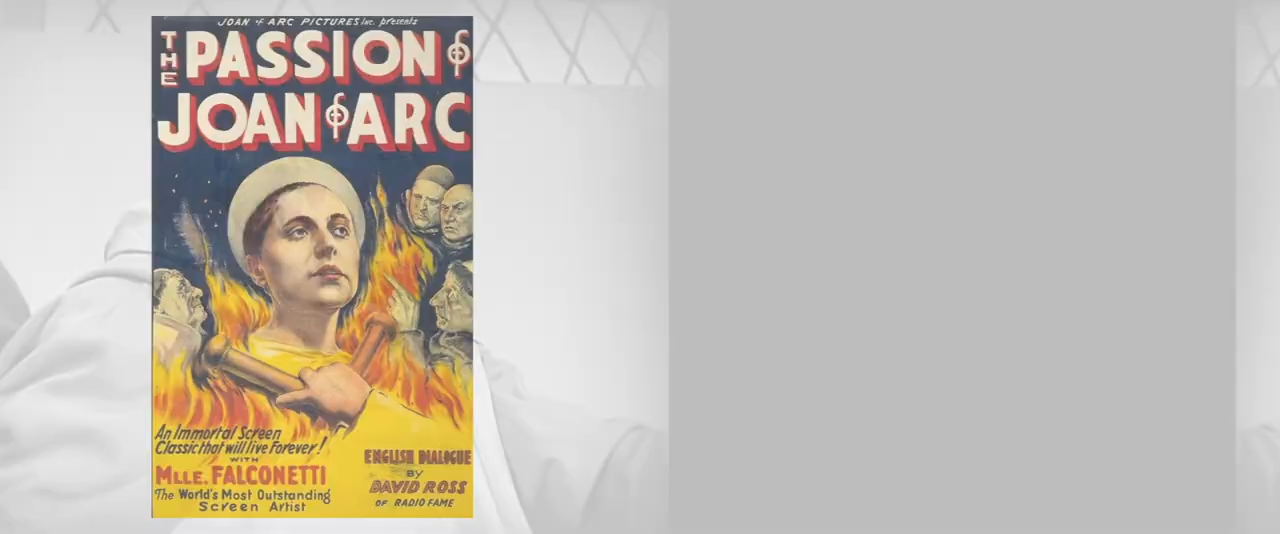 JOAN of ARC PICTURES Inc. presents
THE PASSION of
JOAN of ARC
An Immortal Screen
Classic that will live Forever!
WITH
MLLE. FALCONETTI
The World's Most Outstanding
Screen Artist
ENGLISH DIALOGUE
BY
DAVID ROSS
OF RADIO FAME